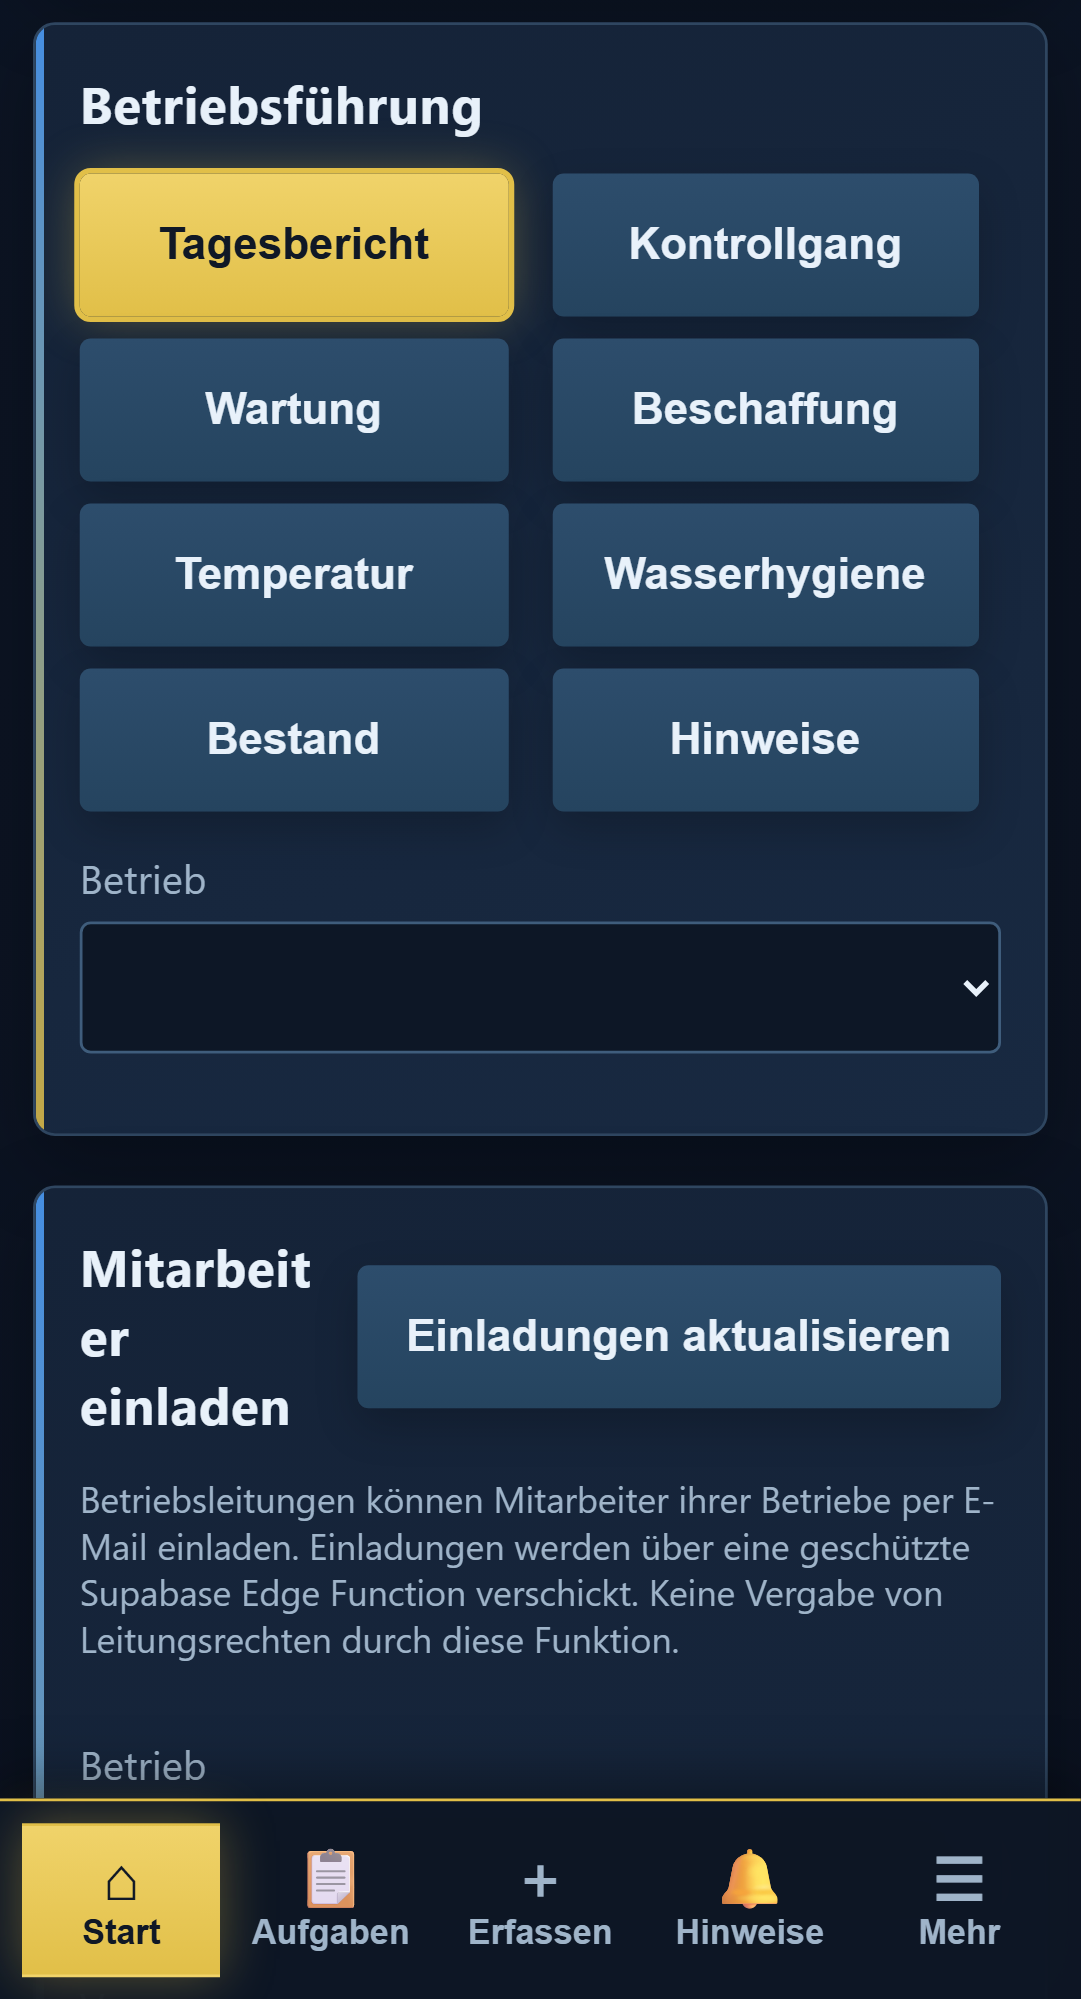 Betriebsführung
Tagesbericht
Kontrollgang
Wartung
Beschaffung
Temperatur
Wasserhygiene
Bestand
Hinweise
Betrieb
Mitarbeit
er
einladen
Einladungen aktualisieren
Betriebsleitungen können Mitarbeiter ihrer Betriebe per E-
Mail einladen. Einladungen werden über eine geschützte
Supabase Edge Function verschickt. Keine Vergabe von
Leitungsrechten durch diese Funktion.
Betrieb
Start
Aufgaben
Erfassen
Hinweise
Mehr